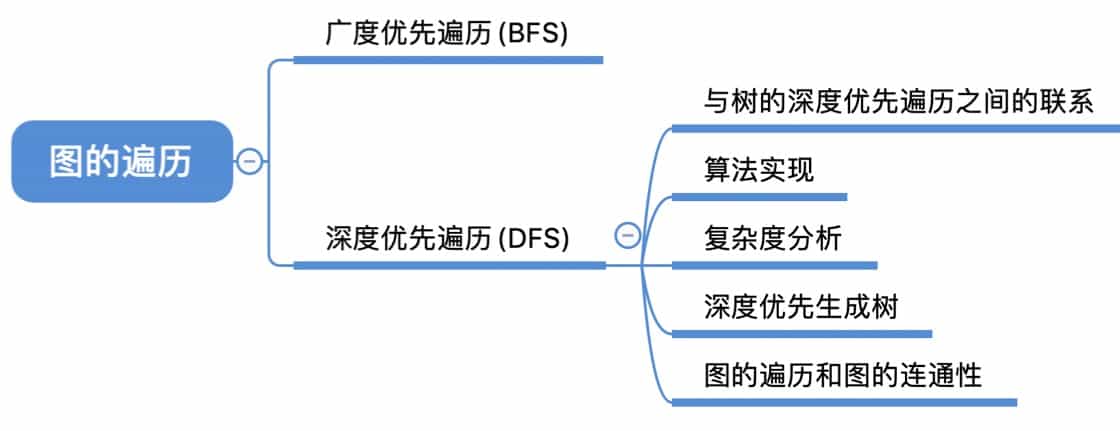 图的遍历
广度优先遍历(BFS)
深度优先遍历(DFS)
与树的深度优先遍历之间的联系
算法实现
复杂度分析
深度优先生成树
图的遍历和图的连通性